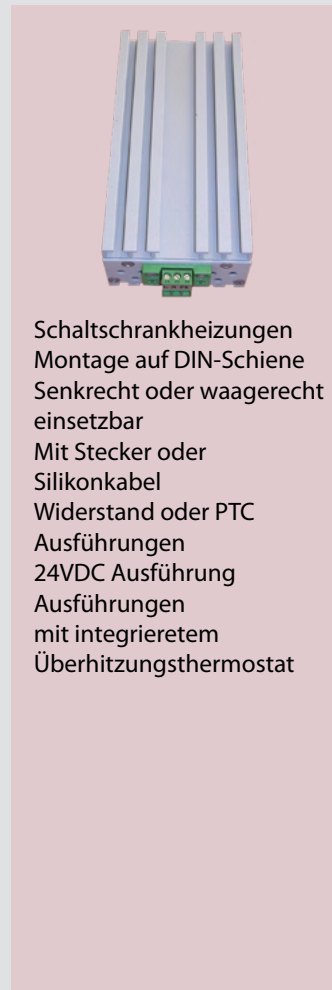 Schaltschrankheizungen
Montage auf DIN-Schiene
Senkrecht oder waagerecht
einsetzbar
Mit Stecker oder
Silikonkabel
Widerstand oder PTC
Ausführungen
24VDC Ausführung
Ausführungen
mit integrieretem
Überhitzungsthermostat